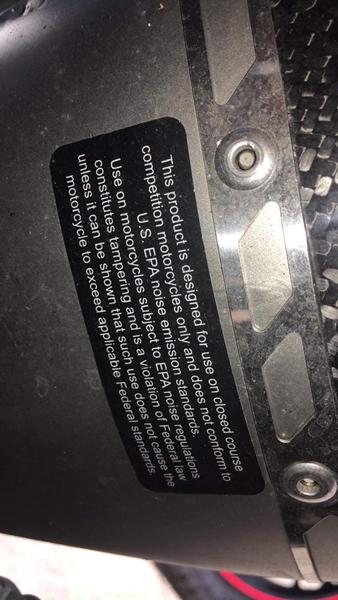 This product is designed for use on closed course
competition motorcycles only and does not conform to
U.S. EPA noise emission standards.
Use on motorcycles subject to EPA noise regulations
constitutes tampering and is a violation of Federal law
unless it can be shown that such use does not cause the
motorcycle to exceed applicable Federal standards.